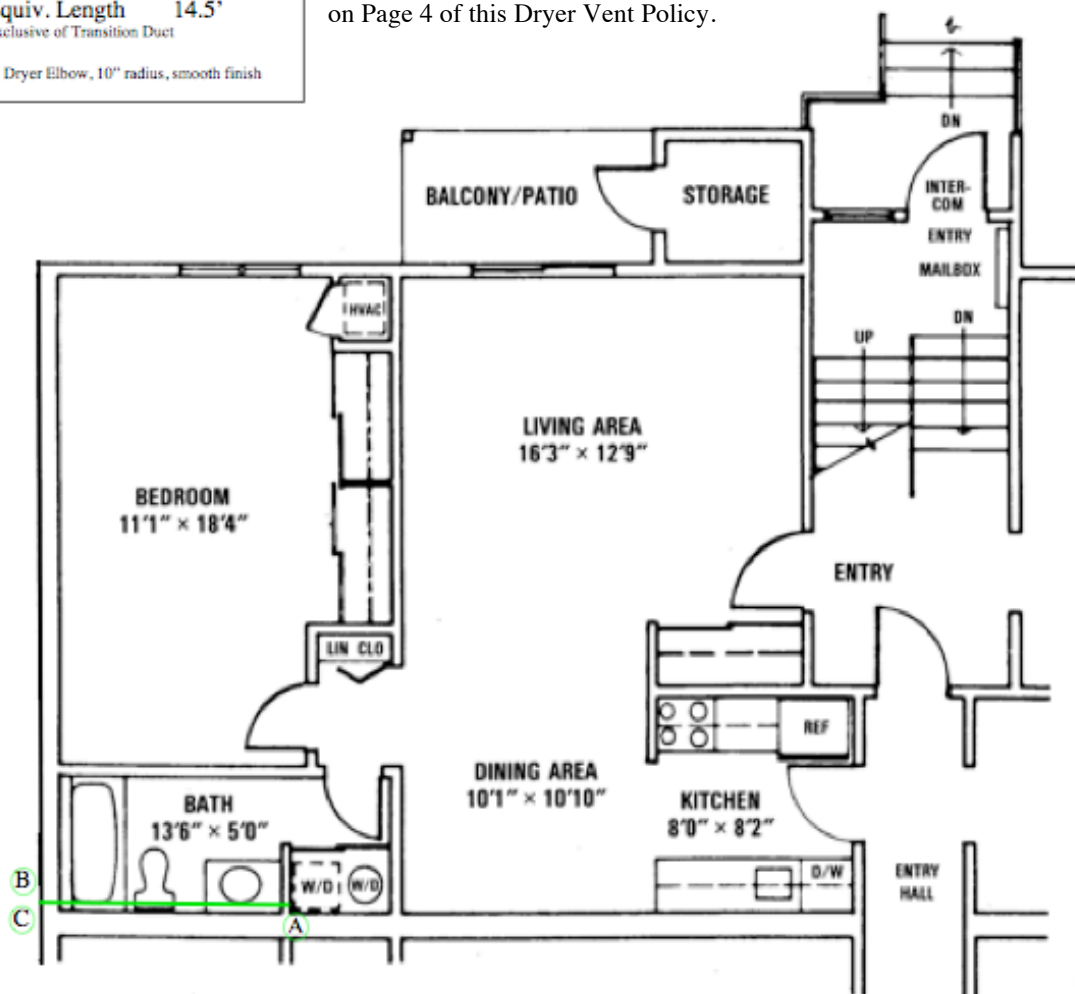 quiv. Length 14.5’
xclusive of Transition Duct
Dryer Elbow, 10" radius, smooth finish
on Page 4 of this Dryer Vent Policy.
DN
BALCONY/PATIO
STORAGE
INTER-
COM
ENTRY
MAILBOX
HVAC
UP
DN
LIVING AREA
16'3" × 12'9"
BEDROOM
11'1" × 18'4"
ENTRY
LIN CLO
REF
DINING AREA
10'1" × 10'10"
KITCHEN
8'0" × 8'2"
BATH
13'6" × 5'0"
W/D
W/D
D/W
ENTRY
HALL
B
C
A